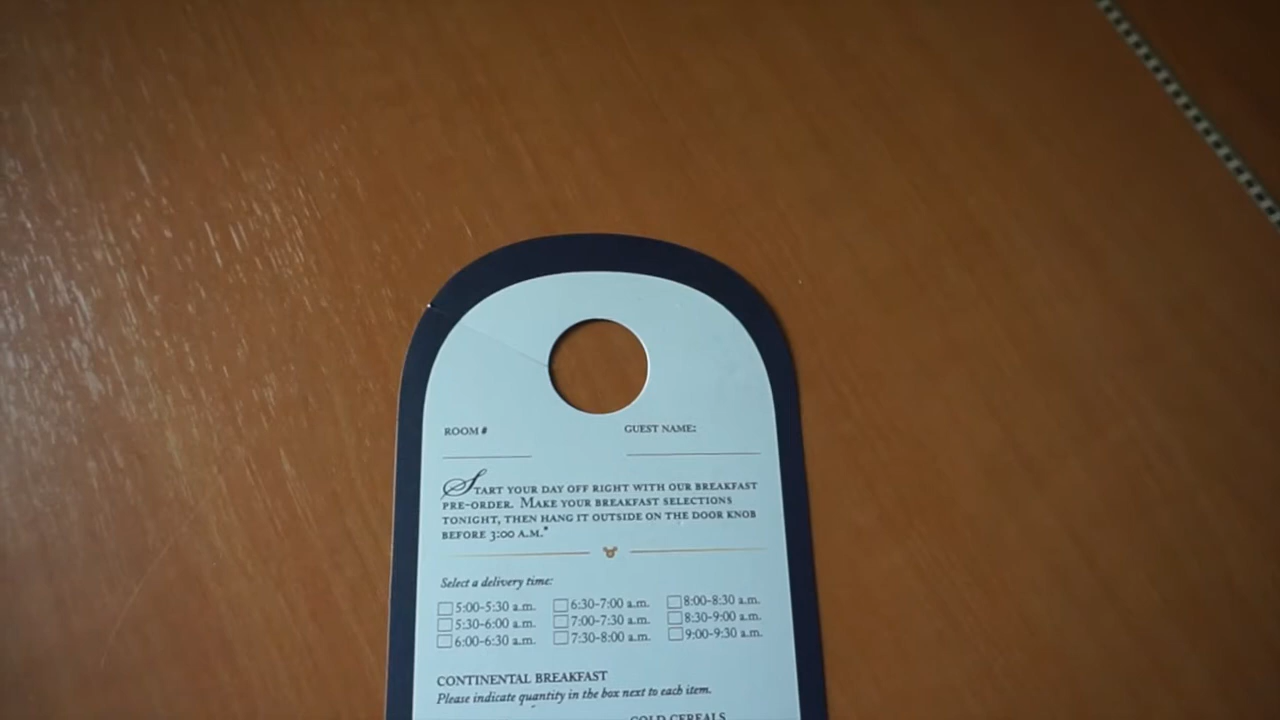 ROOM # GUEST NAME:
START YOUR DAY OFF RIGHT WITH OUR BREAKFAST
PRE-ORDER. MAKE YOUR BREAKFAST SELECTIONS
TONIGHT, THEN HANG IT OUTSIDE ON THE DOOR KNOB
BEFORE 3:00 A.M.*
Select a delivery time:
5:00-5:30 a.m. 6:30-7:00 a.m. 8:00-8:30 a.m.
5:30-6:00 a.m. 7:00-7:30 a.m. 8:30-9:00 a.m.
6:00-6:30 a.m. 7:30-8:00 a.m. 9:00-9:30 a.m.
CONTINENTAL BREAKFAST
Please indicate quantity in the box next to each item.
COLD CEREALS